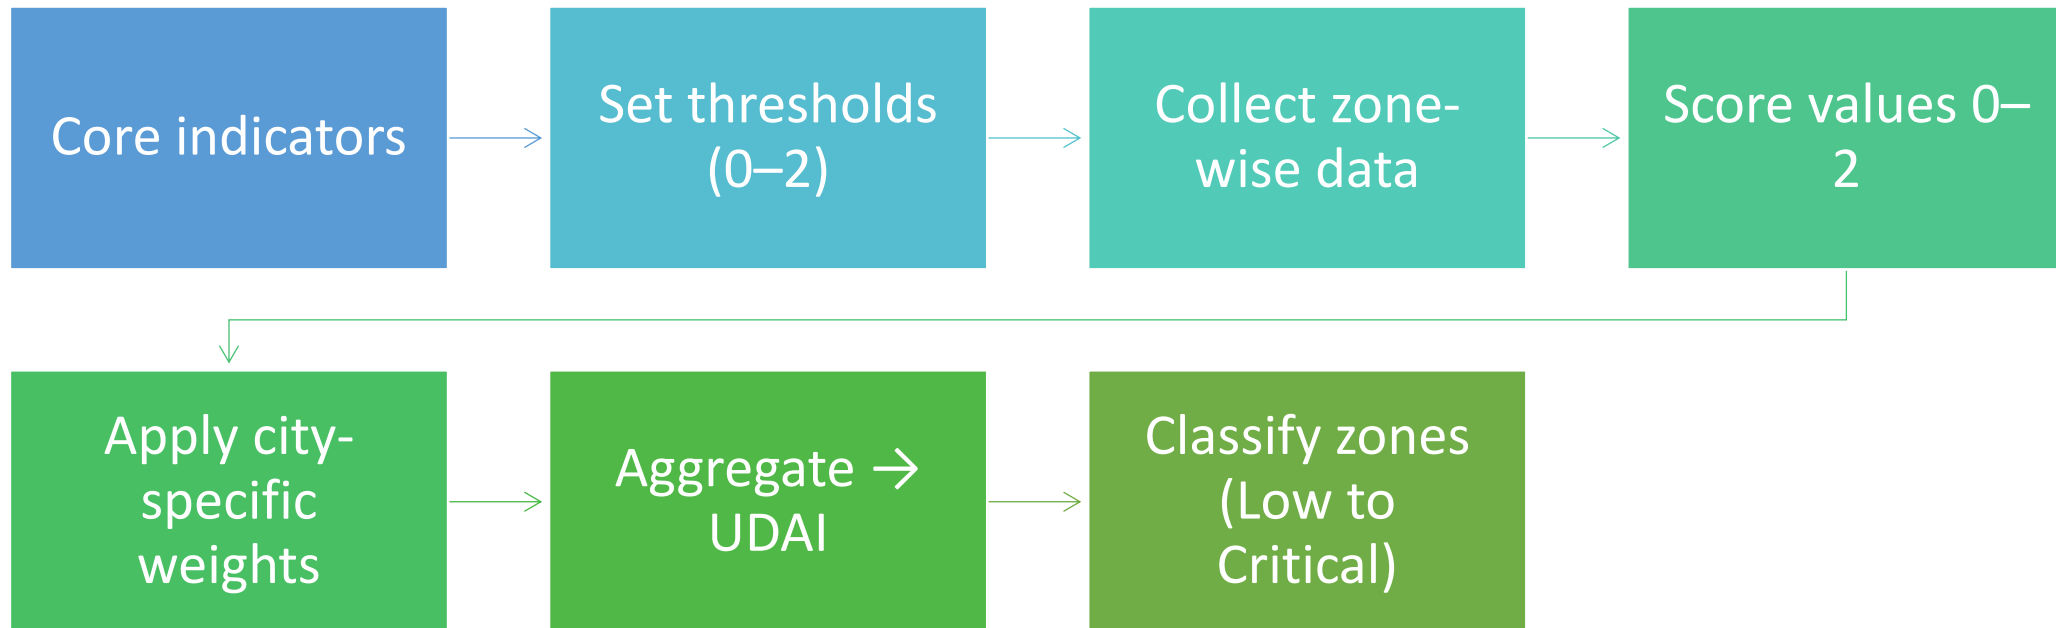 Core indicators
Set thresholds
(0–2)
Collect zone-
wise data
Score values 0–
2
Apply city-
specific
weights
Aggregate →
UDAI
Classify zones
(Low to
Critical)